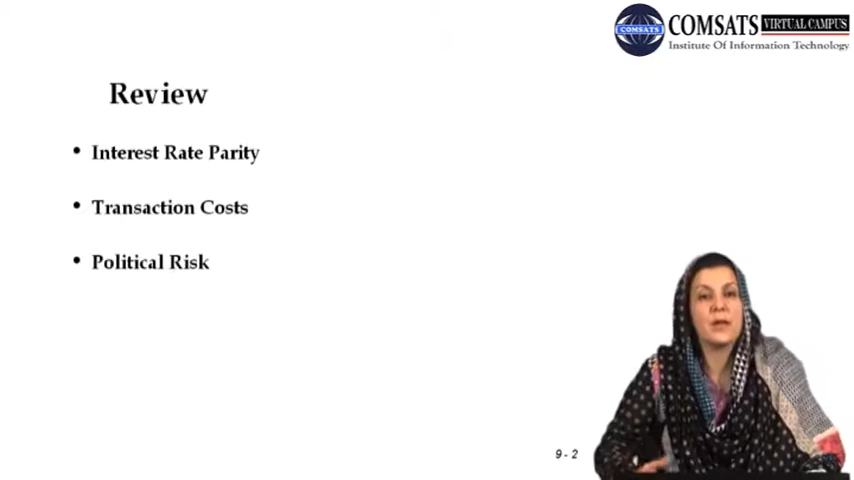 COMSATS VIRTUAL CAMPUS
COMSATS
Institute Of Information Technology
Review
• Interest Rate Parity
• Transaction Costs
• Political Risk
9 - 2